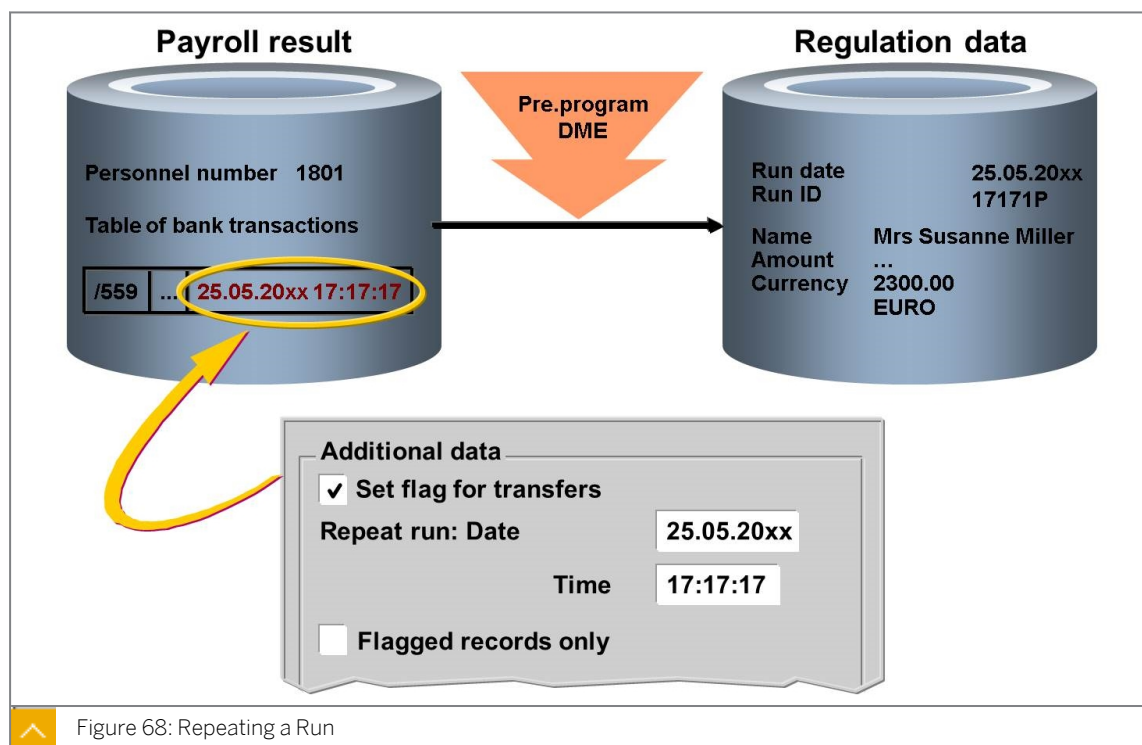 Payroll result
Regulation data
Pre.program
DME
Personnel number 1801
Table of bank transactions
/559 ... 25.05.20xx 17:17:17
Run date 25.05.20xx
Run ID 17171P
Name Mrs Susanne Miller
Amount ...
Currency 2300.00
EURO
Additional data
Set flag for transfers
Repeat run: Date 25.05.20xx
Time 17:17:17
Flagged records only
Figure 68: Repeating a Run